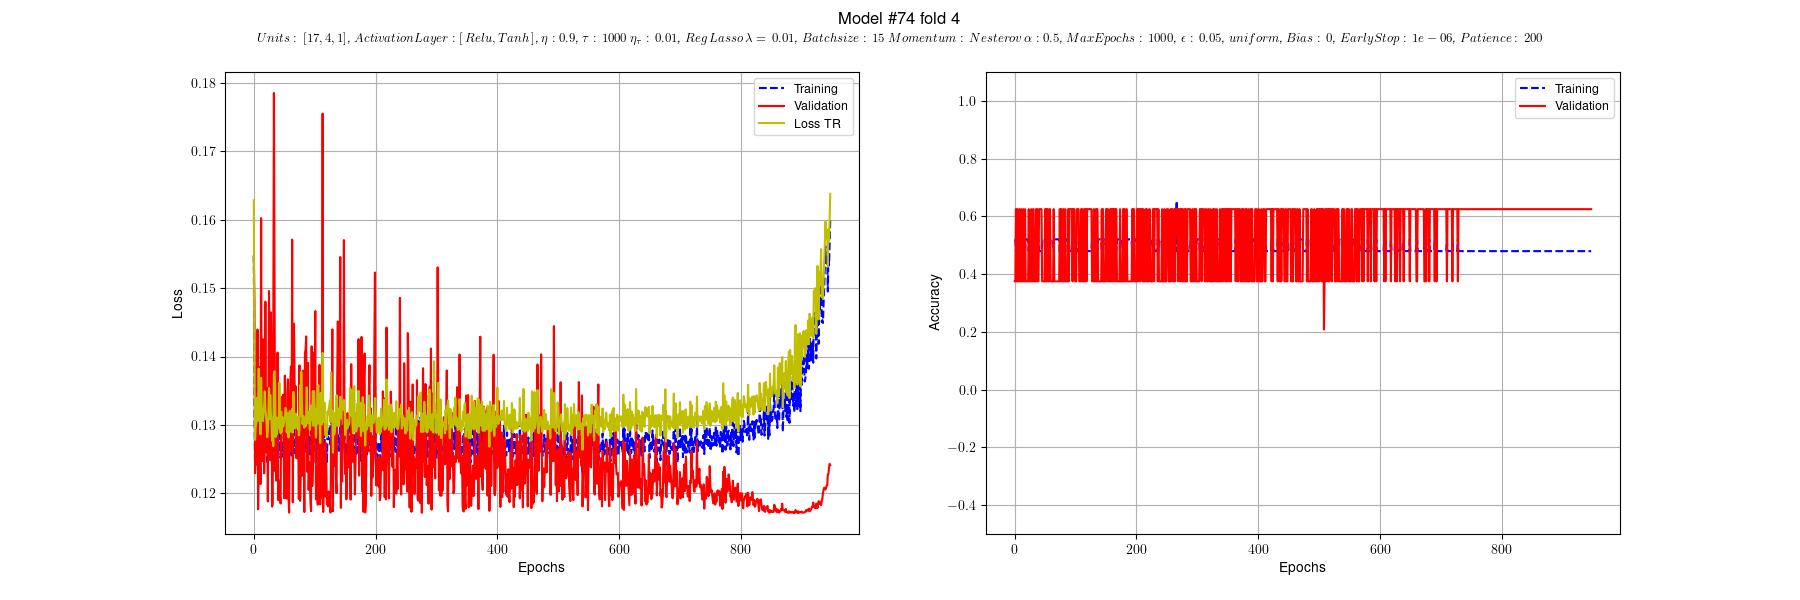 Model #74 fold 4
Units : [17, 4, 1], ActivationLayer : [ Relu, Tanh ], η : 0.9, τ : 1000 ητ : 0.01, Reg Lasso λ = 0.01, Batchsize : 15 Momentum : Nesterov α : 0.5, MaxEpochs : 1000, ϵ : 0.05, uniform, Bias : 0, EarlyStop : 1e − 06, Patience : 200
0.18
0.17
0.16
0.15
0.14
0.13
0.12
Loss
0
200
400
600
800
Epochs
Training
Validation
Loss TR
1.0
0.8
0.6
0.4
0.2
0.0
−0.2
−0.4
Accuracy
0
200
400
600
800
Epochs
Training
Validation